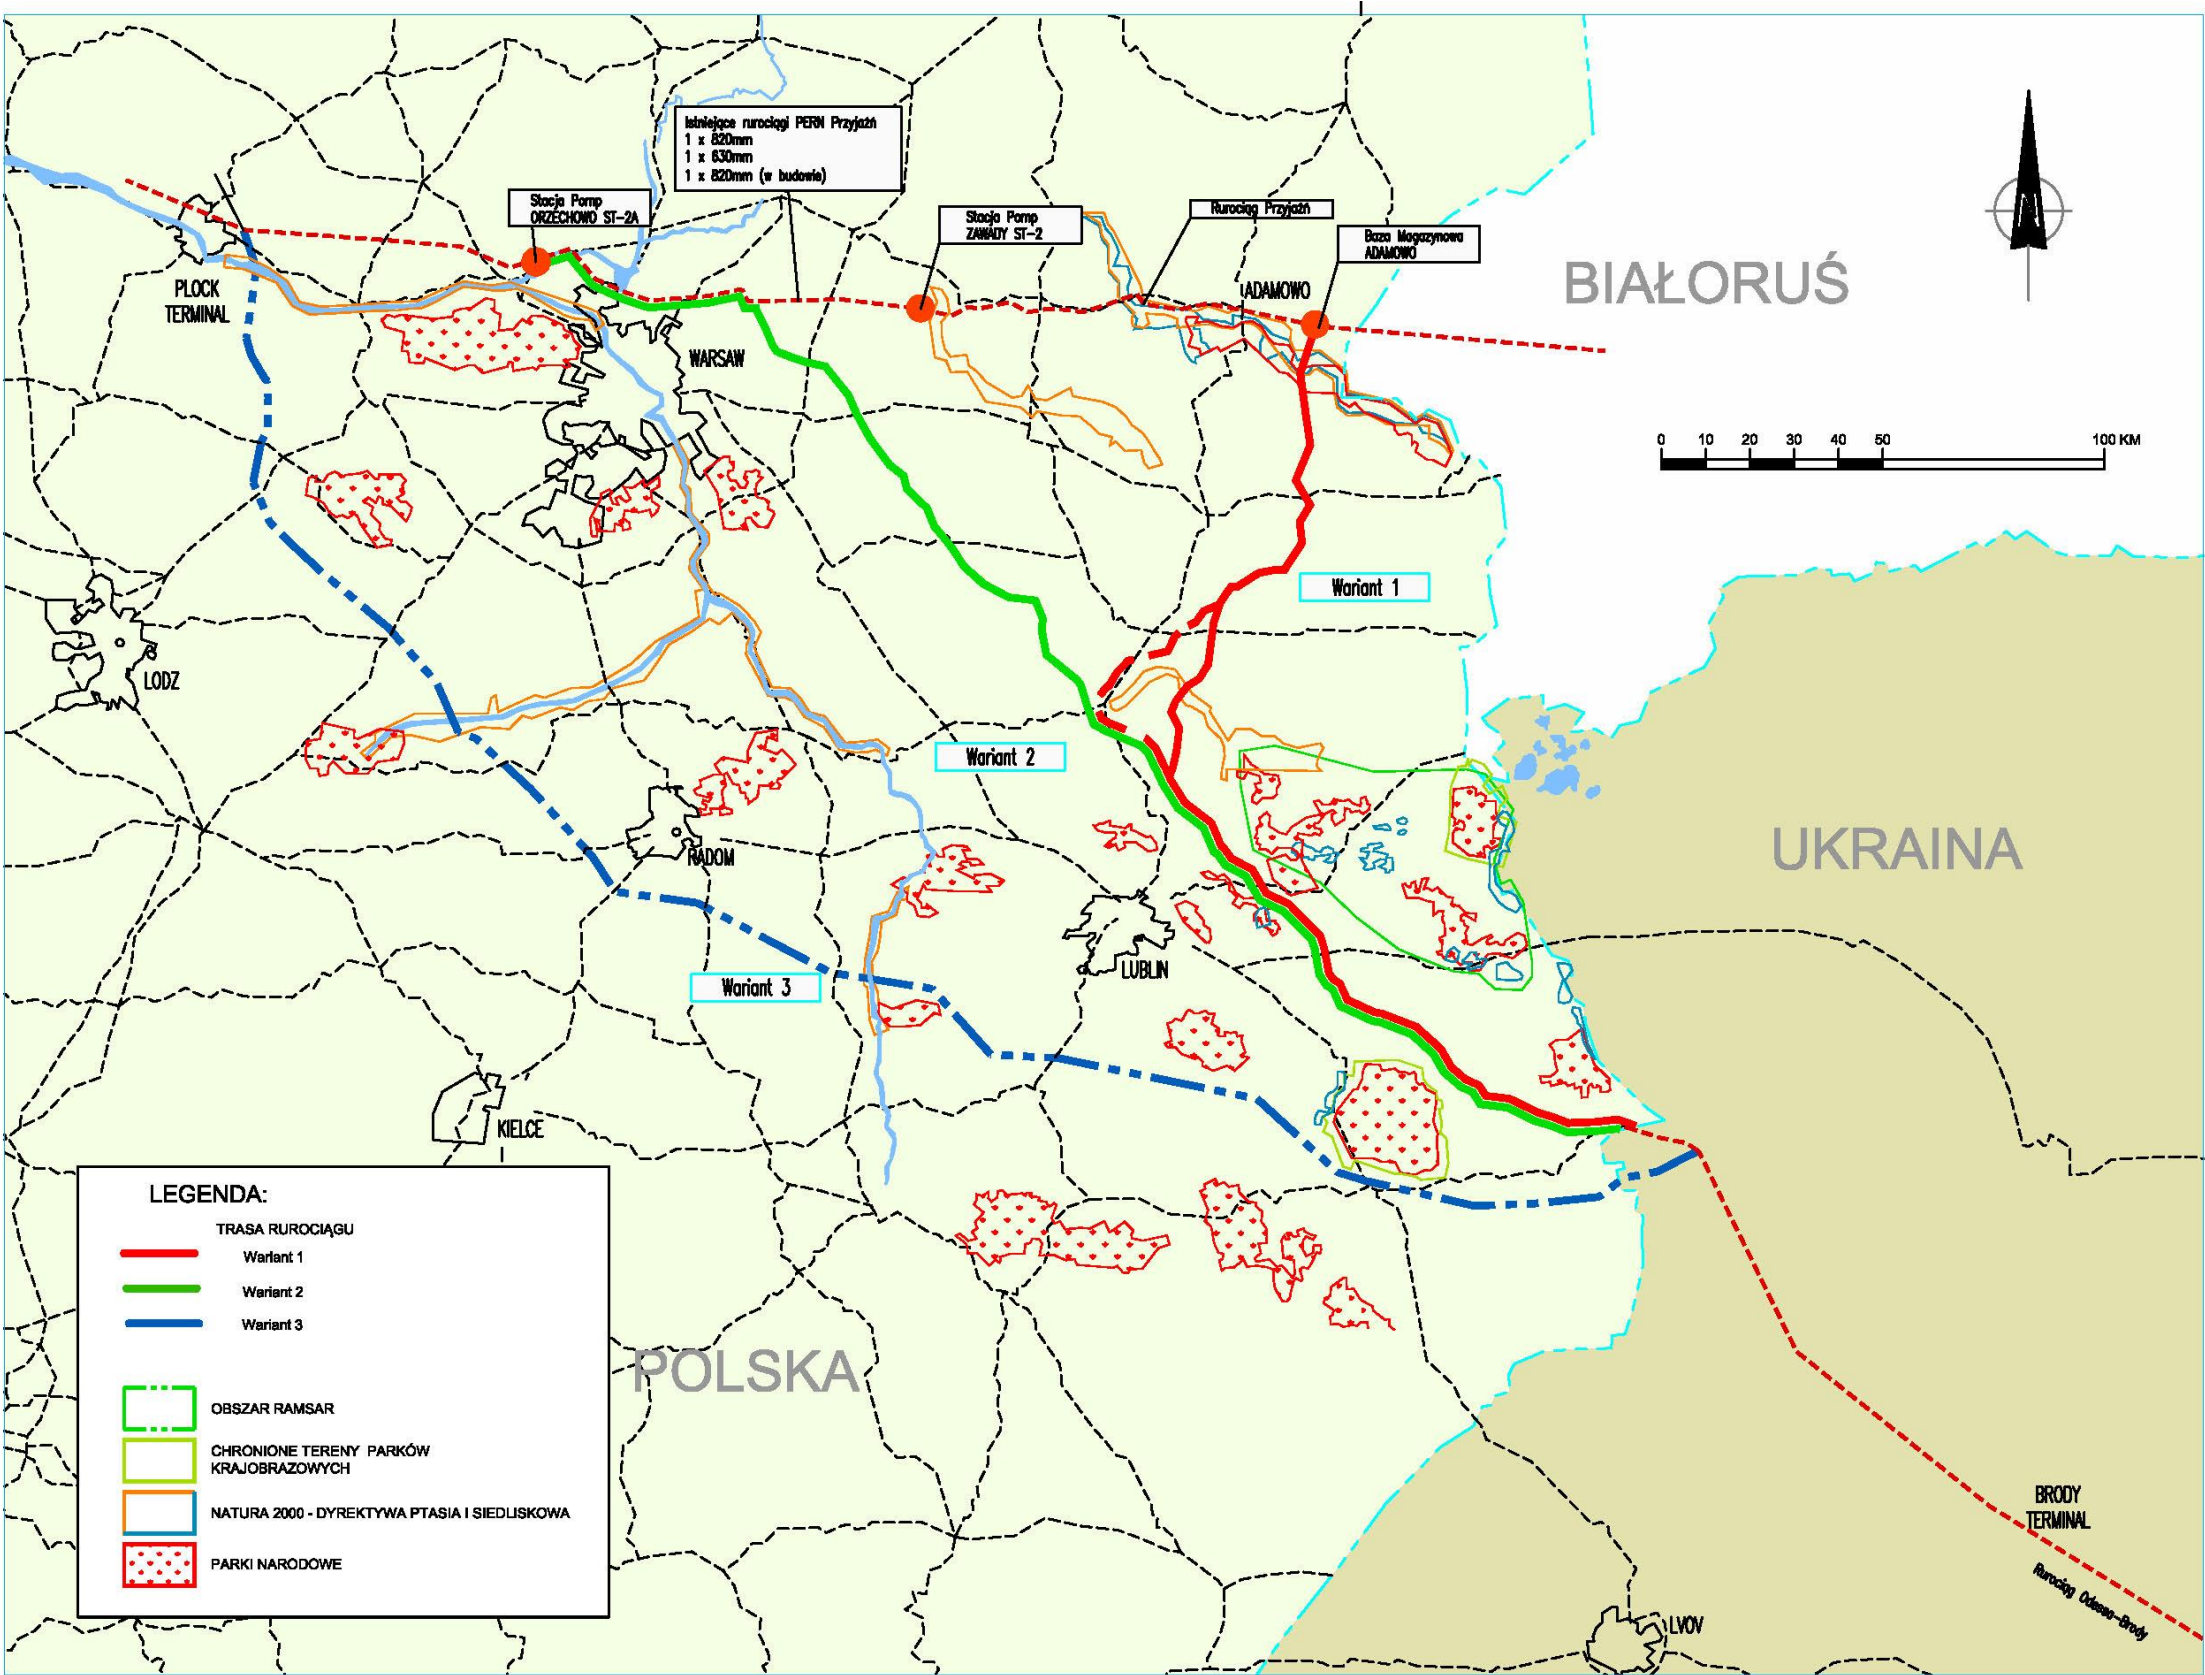 Istniejące rurociągi PERN Przyjaźń
1 x 820mm
1 x 630mm
1 x 820mm (w budowie)
Stacja Pomp
ORZECHOWO ST-2A
Stacja Pomp
ZAWADY ST-2
Rurociąg Przyjaźń
Baza Magazynowa
ADAMOWO
ADAMOWO
BIAŁORUŚ
N
PLOCK
TERMINAL
WARSAW
0 10 20 30 40 50 100 KM
Wariant 1
LODZ
Wariant 2
RADOM
UKRAINA
LUBLIN
Wariant 3
KIELCE
LEGENDA:
TRASA RUROCIĄGU
Wariant 1
Wariant 2
Wariant 3
OBSZAR RAMSAR
CHRONIONE TERENY PARKÓW
KRAJOBRAZOWYCH
NATURA 2000 - DYREKTYWA PTASIA I SIEDLISKOWA
PARKI NARODOWE
POLSKA
BRODY
TERMINAL
Rurociąg Odessa-Brody
LVOV